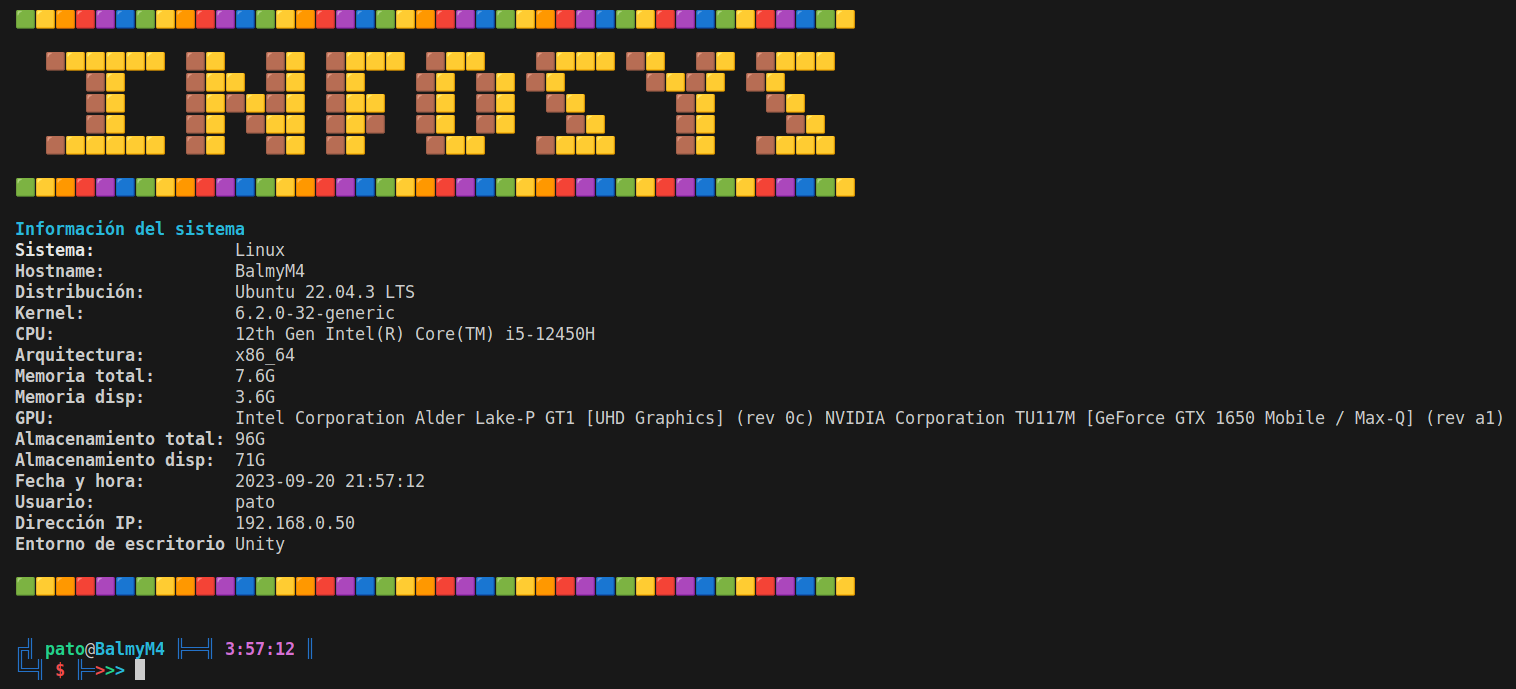 INFOSYS
Información del sistema
Sistema: Linux
Hostname: BalmyM4
Distribución: Ubuntu 22.04.3 LTS
Kernel: 6.2.0-32-generic
CPU: 12th Gen Intel(R) Core(TM) i5-12450H
Arquitectura: x86_64
Memoria total: 7.6G
Memoria disp: 3.6G
GPU: Intel Corporation Alder Lake-P GT1 [UHD Graphics] (rev 0c) NVIDIA Corporation TU117M [GeForce GTX 1650 Mobile / Max-Q] (rev a1)
Almacenamiento total: 96G
Almacenamiento disp: 71G
Fecha y hora: 2023-09-20 21:57:12
Usuario: pato
Dirección IP: 192.168.0.50
Entorno de escritorio Unity
╔╣ pato@BalmyM4 ╠══╣ 3:57:12 ║
╚═╣ $ ╠═>>>